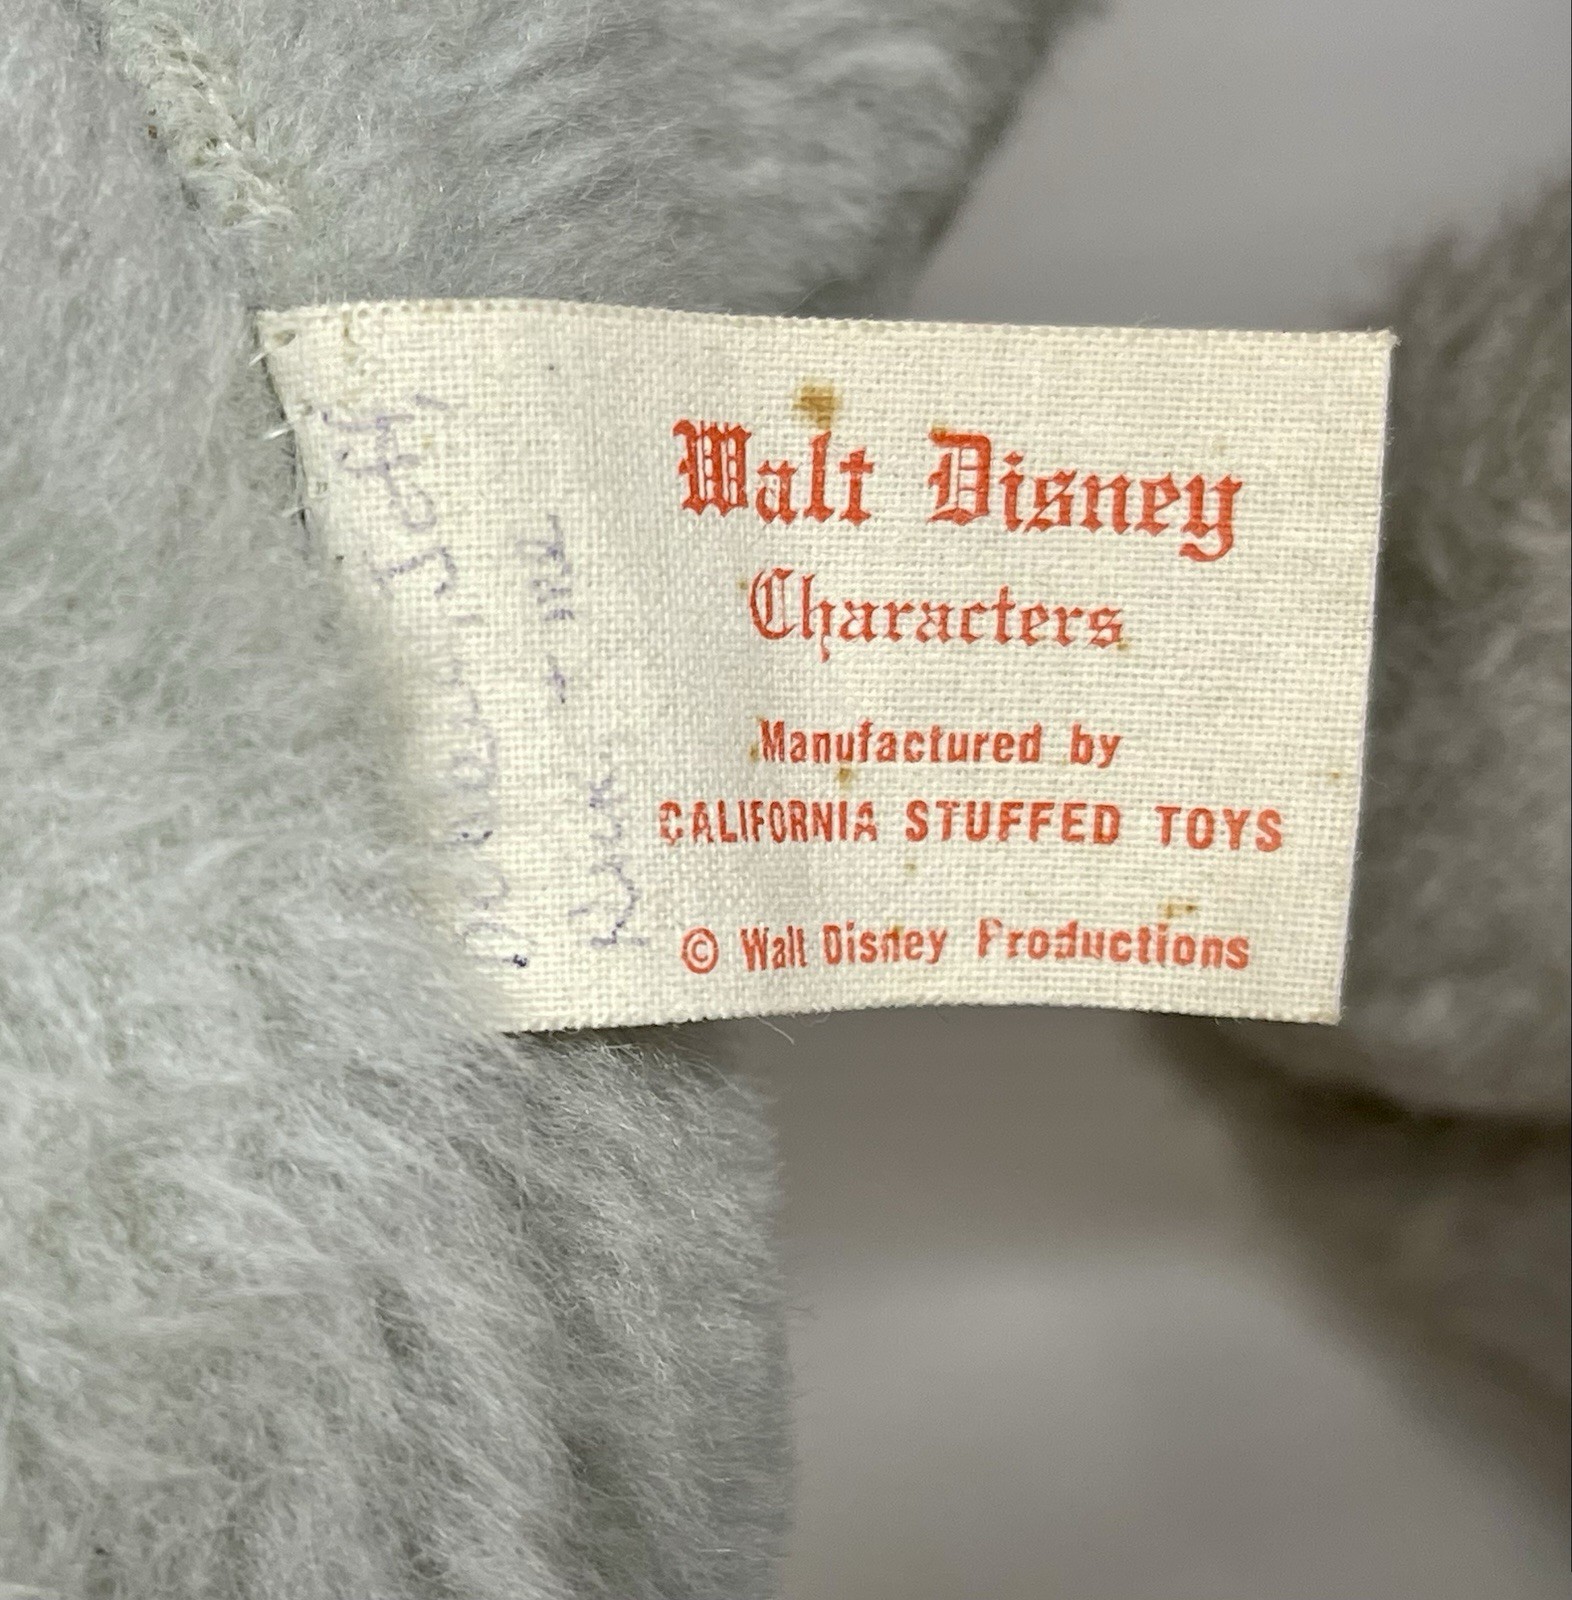 Walt Disney
Characters
Manufactured by
CALIFORNIA STUFFED TOYS
© Walt Disney Productions